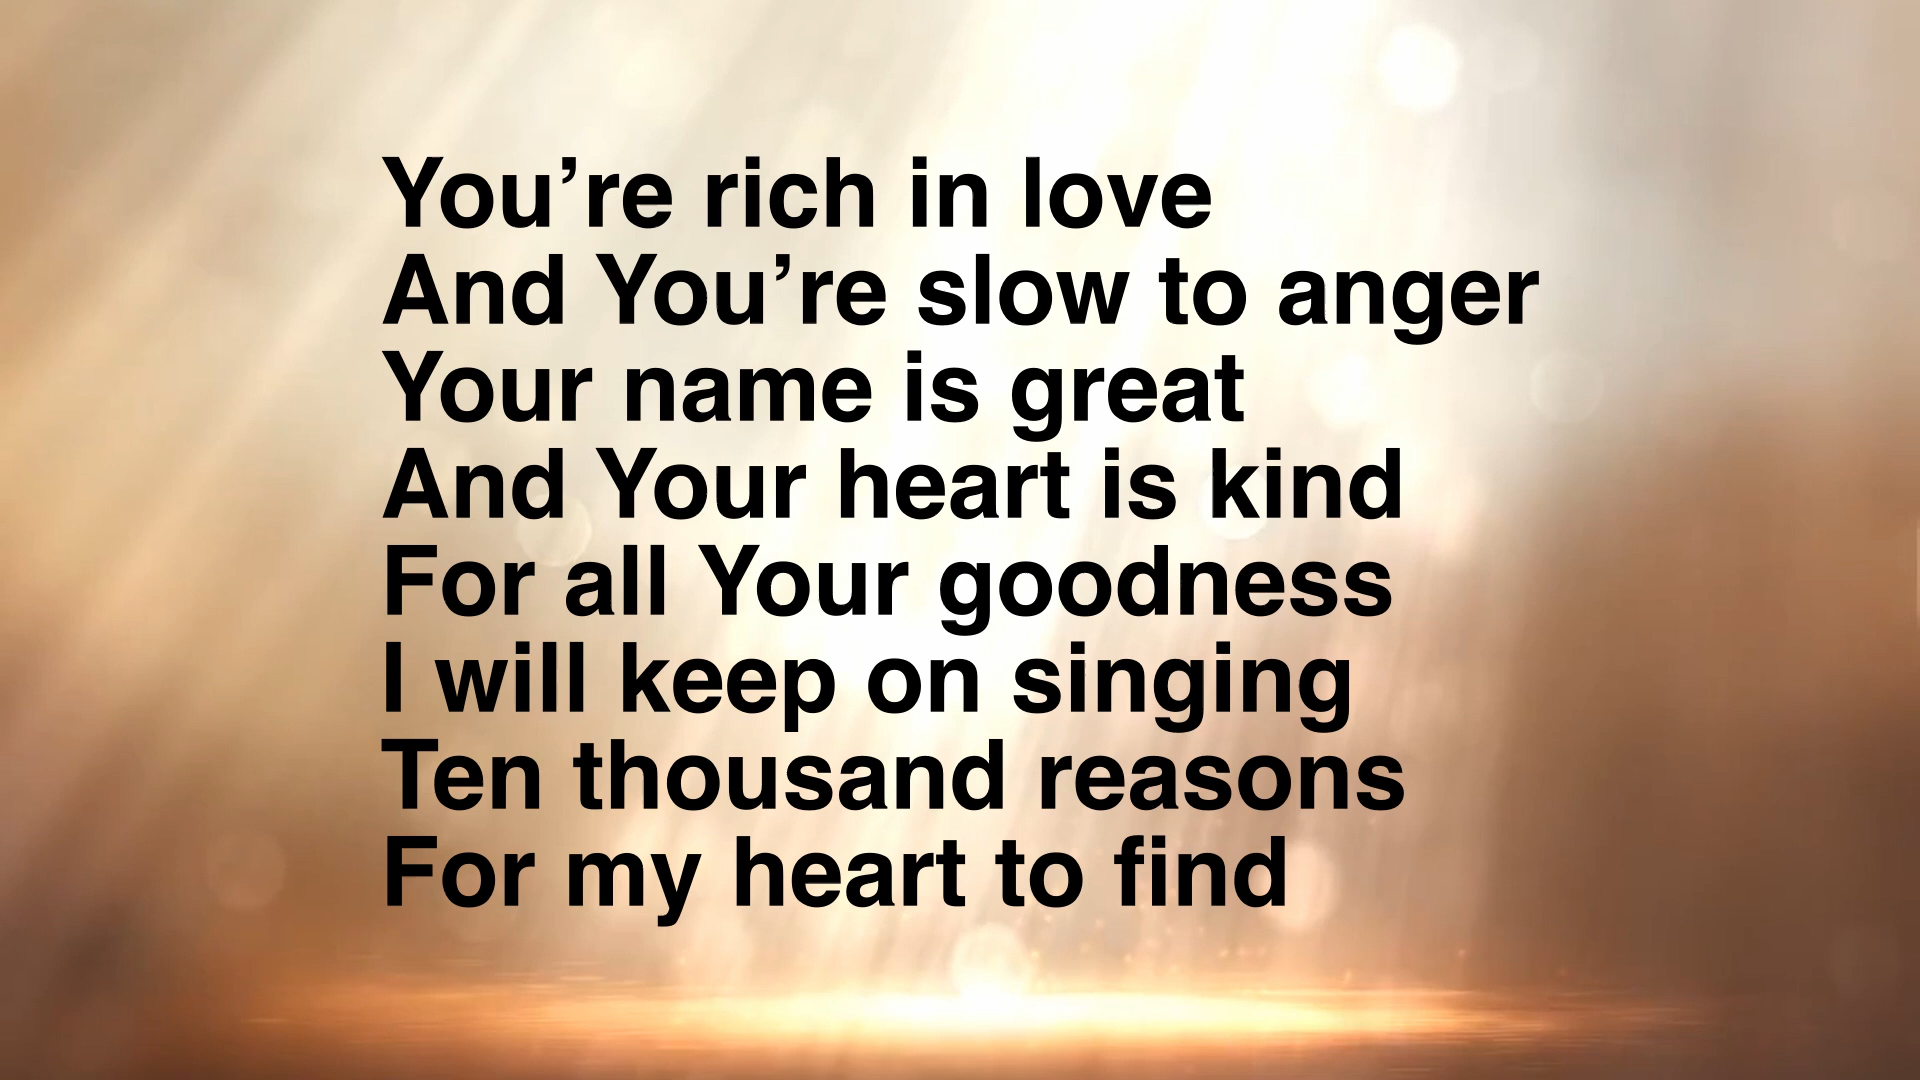 You’re rich in love
And You’re slow to anger
Your name is great
And Your heart is kind
For all Your goodness
I will keep on singing
Ten thousand reasons
For my heart to find